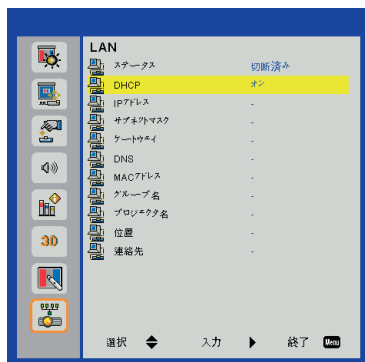 LAN
ステータス 切断済み
DHCP オン
IPアドレス -
サブネットマスク -
ゲートウェイ -
DNS -
MACアドレス -
グループ名 -
プロジェクタ名 -
位置 -
連絡先 -
3D
選択 入力 終了 Menu